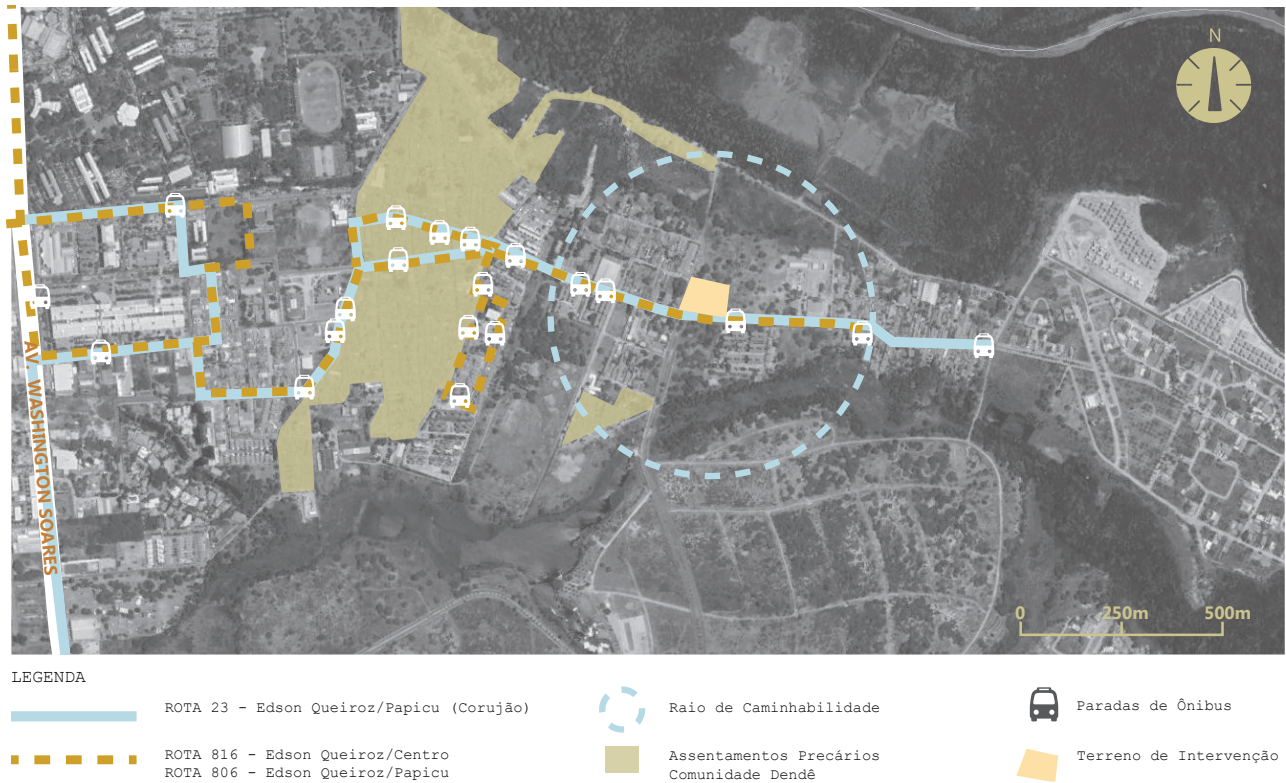 N
AV. WASHINGTON SOARES
0 250m 500m
LEGENDA
ROTA 23 - Edson Queiroz/Papicu (Corujão)
ROTA 816 - Edson Queiroz/Centro
ROTA 806 - Edson Queiroz/Papicu
Raio de Caminhabilidade
Assentamentos Precários
Comunidade Dendê
Paradas de Ônibus
Terreno de Intervenção